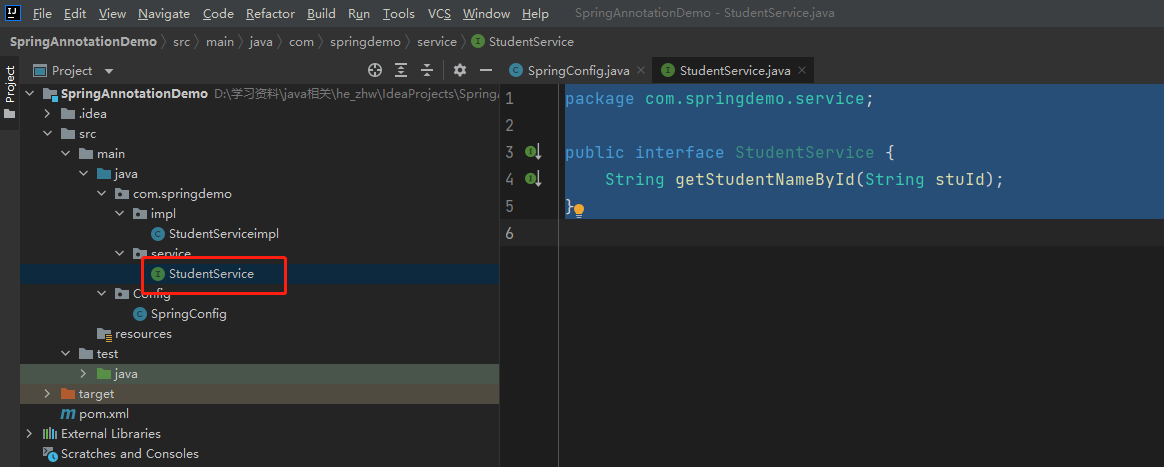 File Edit View Navigate Code Refactor Build Run Tools VCS Window Help SpringAnnotationDemo - StudentService.java
SpringAnnotationDemo src main java com springdemo service StudentService
Project
Project
SpringConfig.java StudentService.java
SpringAnnotationDemo D:\学习资料\java相关\he_zhw\IdeaProjects\Spring
.idea
src
main
java
com.springdemo
impl
StudentServiceimpl
service
StudentService
Config
SpringConfig
resources
test
java
target
pom.xml
External Libraries
Scratches and Consoles
1 package com.springdemo.service;
2
3 public interface StudentService {
4 String getStudentNameById(String stuId);
5 }
6